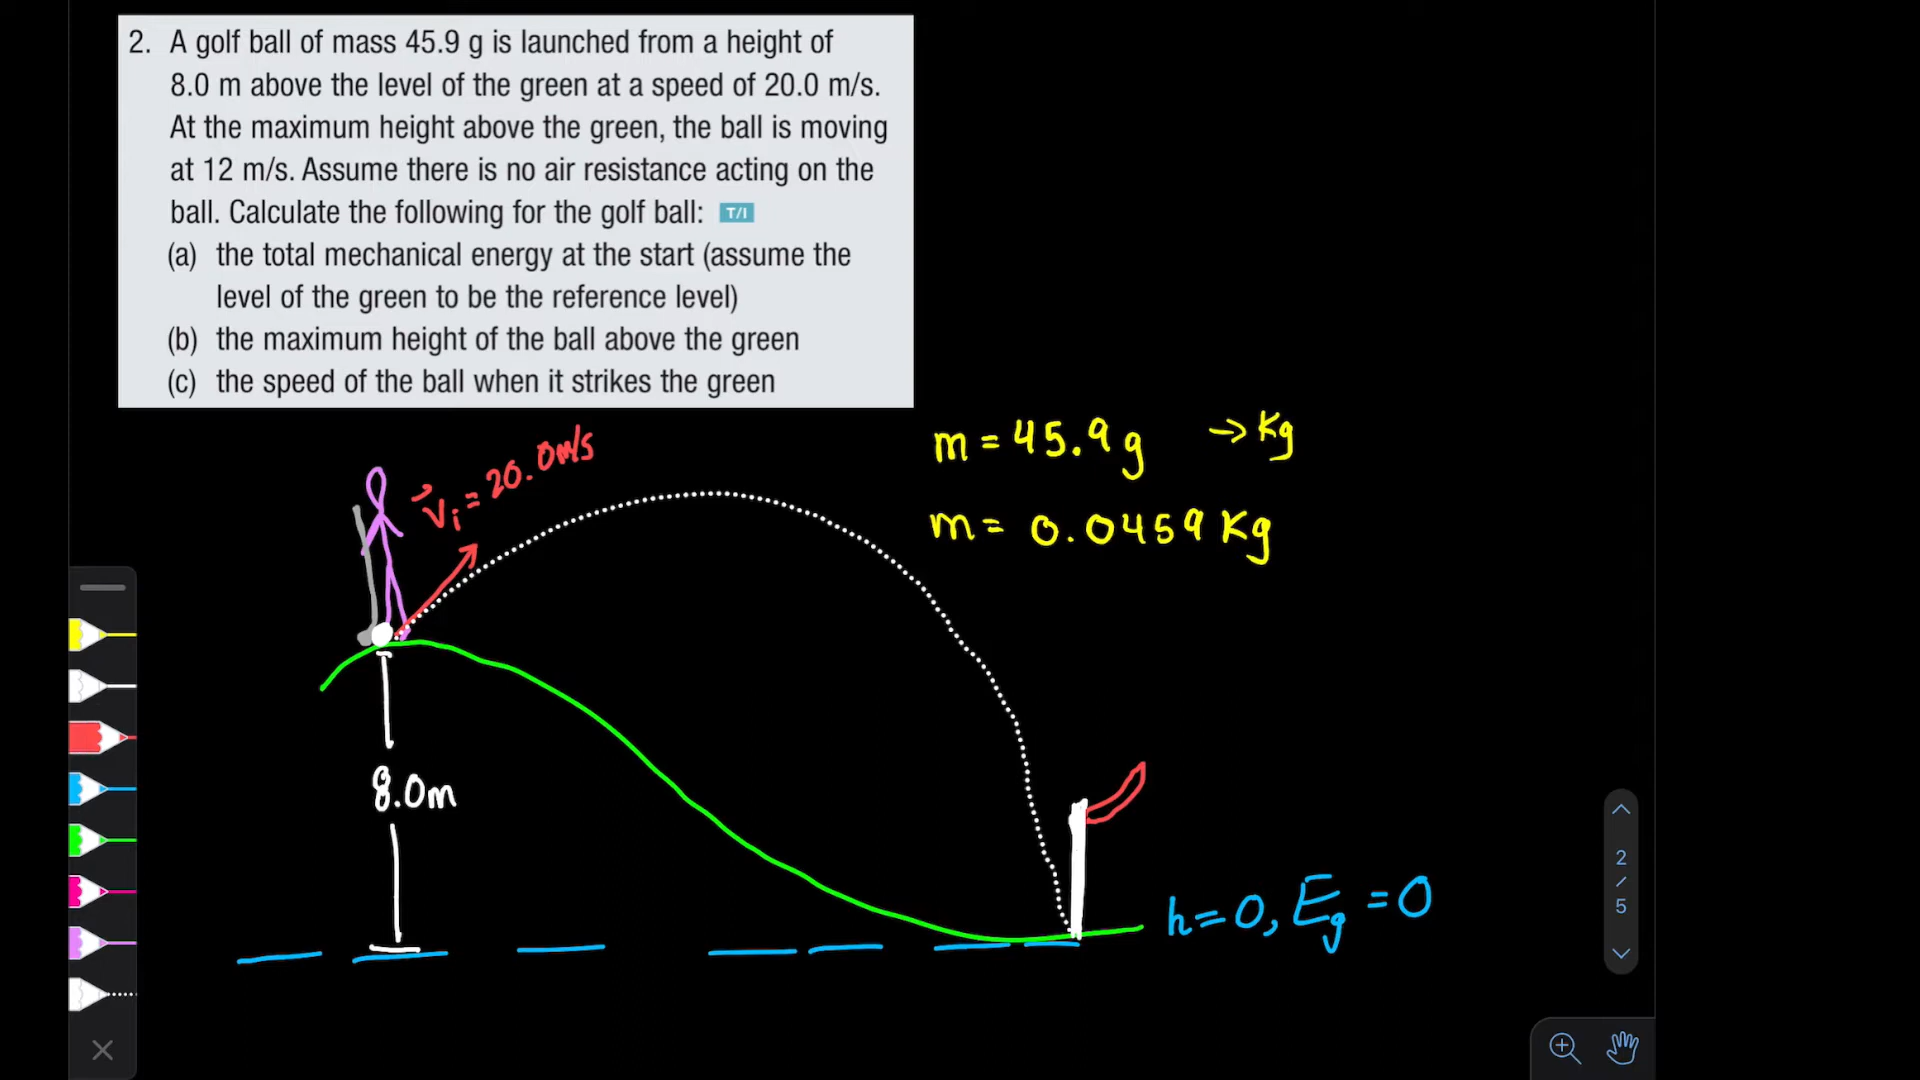 2. A golf ball of mass 45.9 g is launched from a height of
8.0 m above the level of the green at a speed of 20.0 m/s.
At the maximum height above the green, the ball is moving
at 12 m/s. Assume there is no air resistance acting on the
ball. Calculate the following for the golf ball: T/I
(a) the total mechanical energy at the start (assume the
level of the green to be the reference level)
(b) the maximum height of the ball above the green
(c) the speed of the ball when it strikes the green
m = 45.9 g → Kg
v⃗i = 20.0m/s
m = 0.0459 Kg
8.0m
h=0, Eg = 0
2
/
5